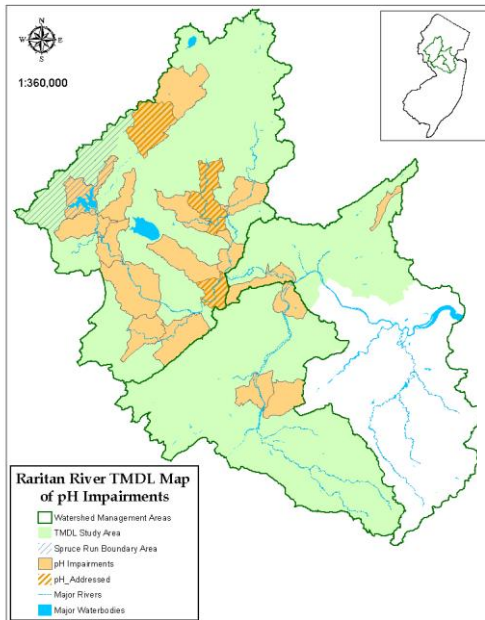 N
W E
S
1:360,000
Raritan River TMDL Map
of pH Impairments
Watershed Management Areas
TMDL Study Area
Spruce Run Boundary Area
pH Impairments
pH_Addressed
Major Rivers
Major Waterbodies